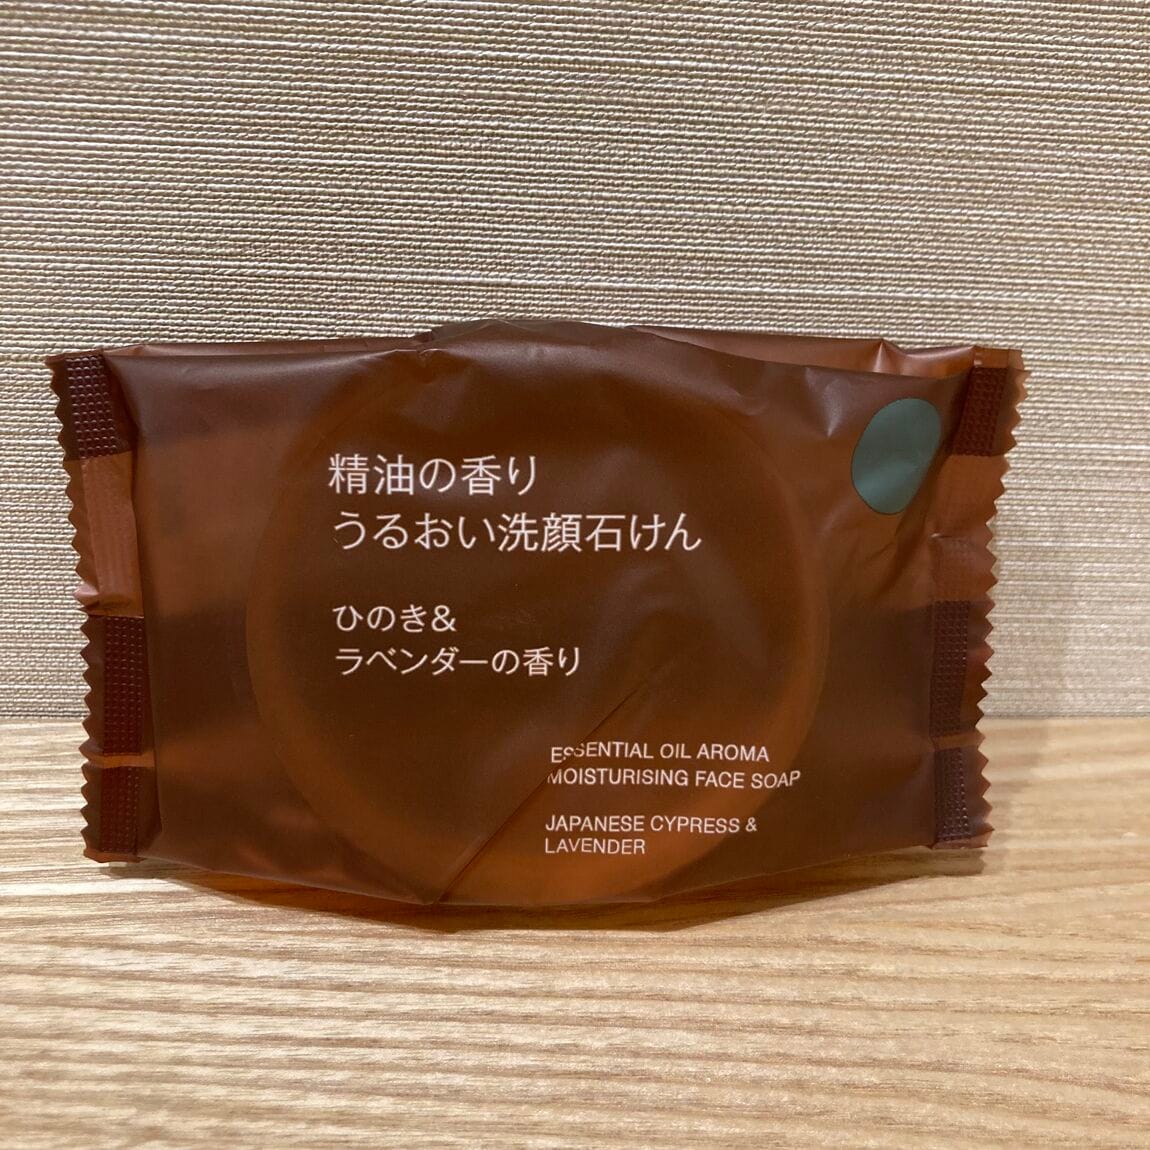 精油の香り
うるおい洗顔石けん
ひのき&
ラベンダーの香り
ESSENTIAL OIL AROMA
MOISTURISING FACE SOAP
JAPANESE CYPRESS &
LAVENDER